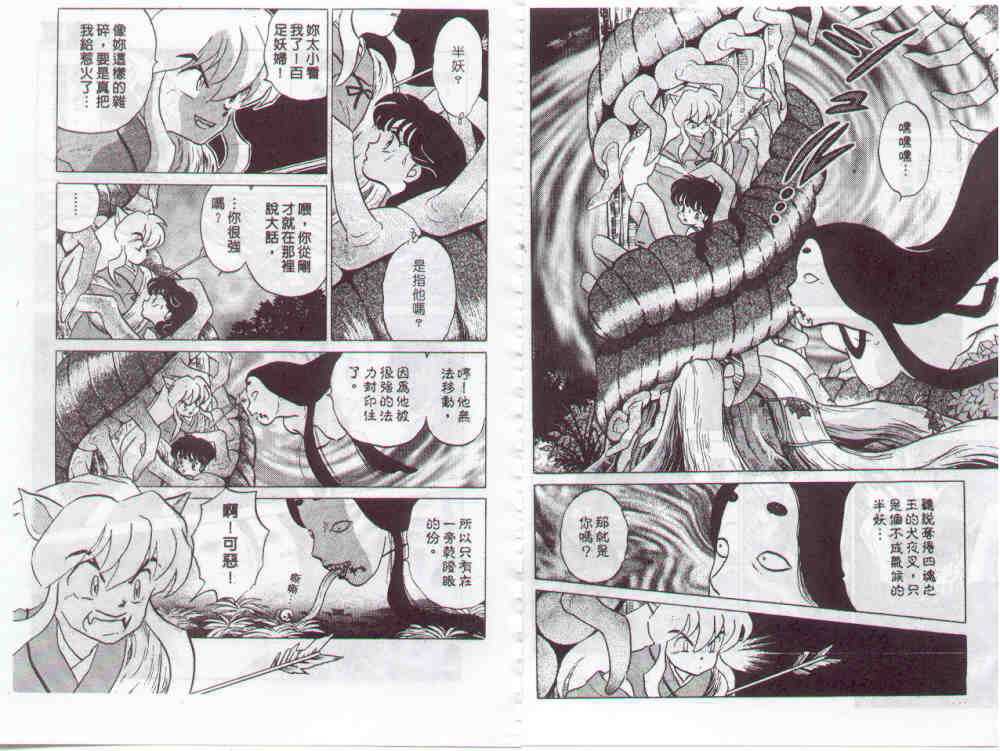 嘿嘿嘿…
聽說奪捲四魂之
玉的犬夜叉，只
是個不成氣候的
半妖…
那就是
你嗎？
半妖？
是指他嗎？
妳太小看
我了！百
足妖婦！
像妳這樣的雜
碎，要是真把
我給惹火了…
喂，你從剛
才就在那裡
說大話，
…你很強
嗎？
……
哼！他無
法移動，
因為他被
很強的法
力封印住
了。
所以只有在
一旁乾瞪眼
的份。
嘶
嘶…
啊！可惡！